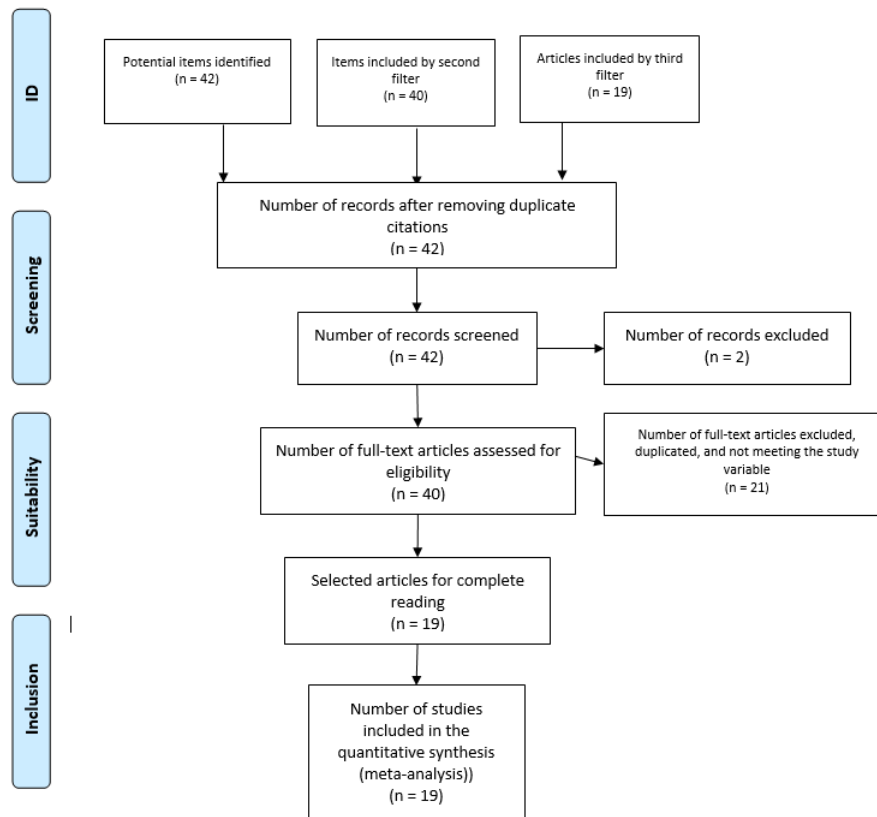 ID
Potential items identified
(n = 42)
Items included by second
filter
(n = 40)
Articles included by third
filter
(n = 19)
Number of records after removing duplicate
citations
(n = 42)
Screening
Number of records screened
(n = 42)
Number of records excluded
(n = 2)
Suitability
Number of full-text articles assessed for
eligibility
(n = 40)
Number of full-text articles excluded,
duplicated, and not meeting the study
variable
(n = 21)
Selected articles for complete
reading
(n = 19)
Inclusion
Number of studies
included in the
quantitative synthesis
(meta-analysis))
(n = 19)